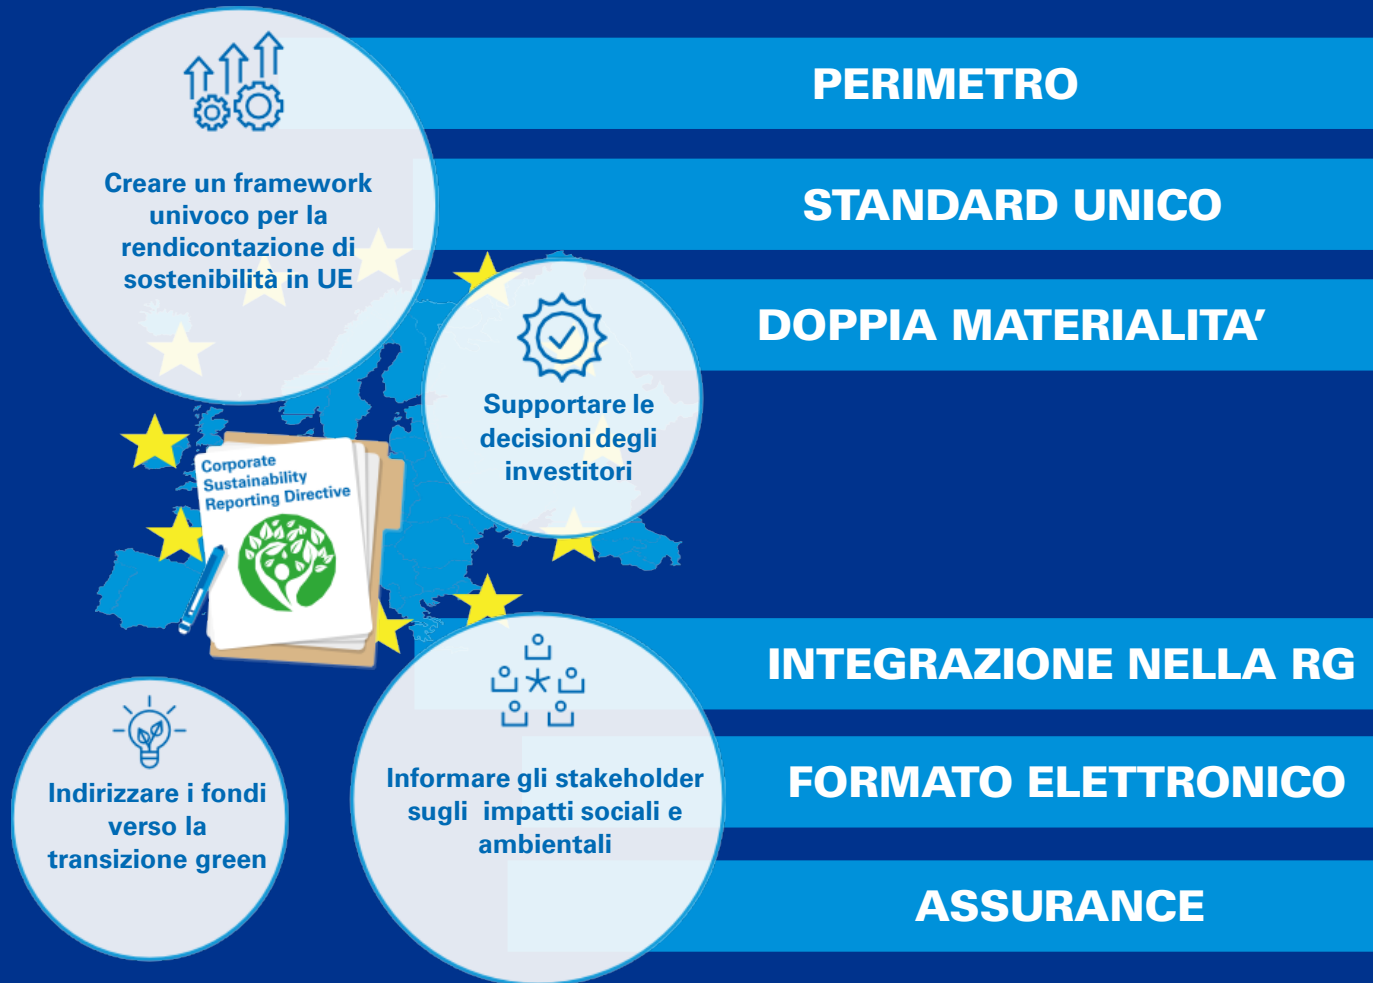 Creare un framework
univoco per la
rendicontazione di
sostenibilità in UE
Supportare le
decisioni degli
investitori
Corporate
Sustainability
Reporting Directive
Indirizzare i fondi
verso la
transizione green
Informare gli stakeholder
sugli impatti sociali e
ambientali
PERIMETRO
STANDARD UNICO
DOPPIA MATERIALITA’
INTEGRAZIONE NELLA RG
FORMATO ELETTRONICO
ASSURANCE